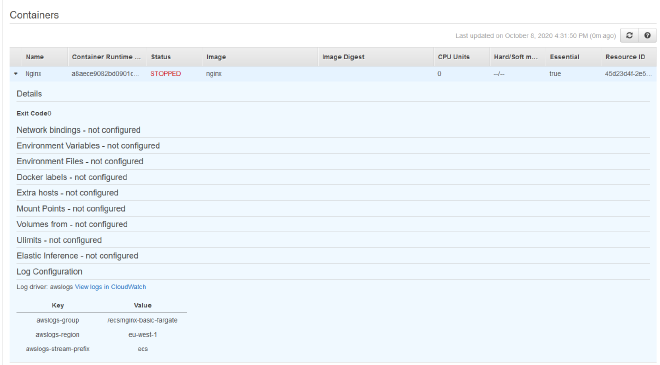 Containers
Last updated on October 8, 2020 4:31:50 PM (0m ago)
Name Container Runtime ... Status Image Image Digest CPU Units Hard/Soft m... Essential Resource ID
Nginx STOPPED nginx 0 --/-- true
Details
Exit Code0
Network bindings - not configured
Environment Variables - not configured
Environment Files - not configured
Docker labels - not configured
Extra hosts - not configured
Mount Points - not configured
Volumes from - not configured
Ulimits - not configured
Elastic Inference - not configured
Log Configuration
Log driver: awslogs View logs in CloudWatch
Key Value
awslogs-group /ecs/nginx-basic-fargate
awslogs-region eu-west-1
awslogs-stream-prefix ecs